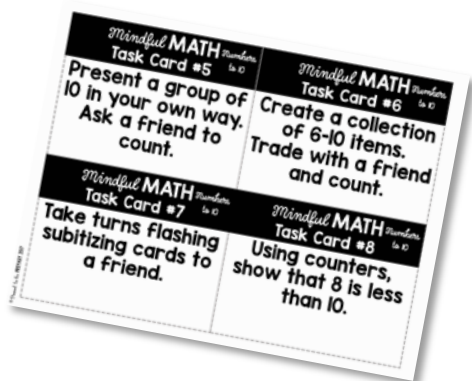 Mindful MATH Numbers to 10
Task Card #5
Present a group of
10 in your own way.
Ask a friend to
count.
Mindful MATH Numbers to 10
Task Card #6
Create a collection
of 6-10 items.
Trade with a friend
and count.
Mindful MATH Numbers to 10
Task Card #7
Take turns flashing
subitizing cards to
a friend.
Mindful MATH Numbers to 10
Task Card #8
Using counters,
show that 8 is less
than 10.